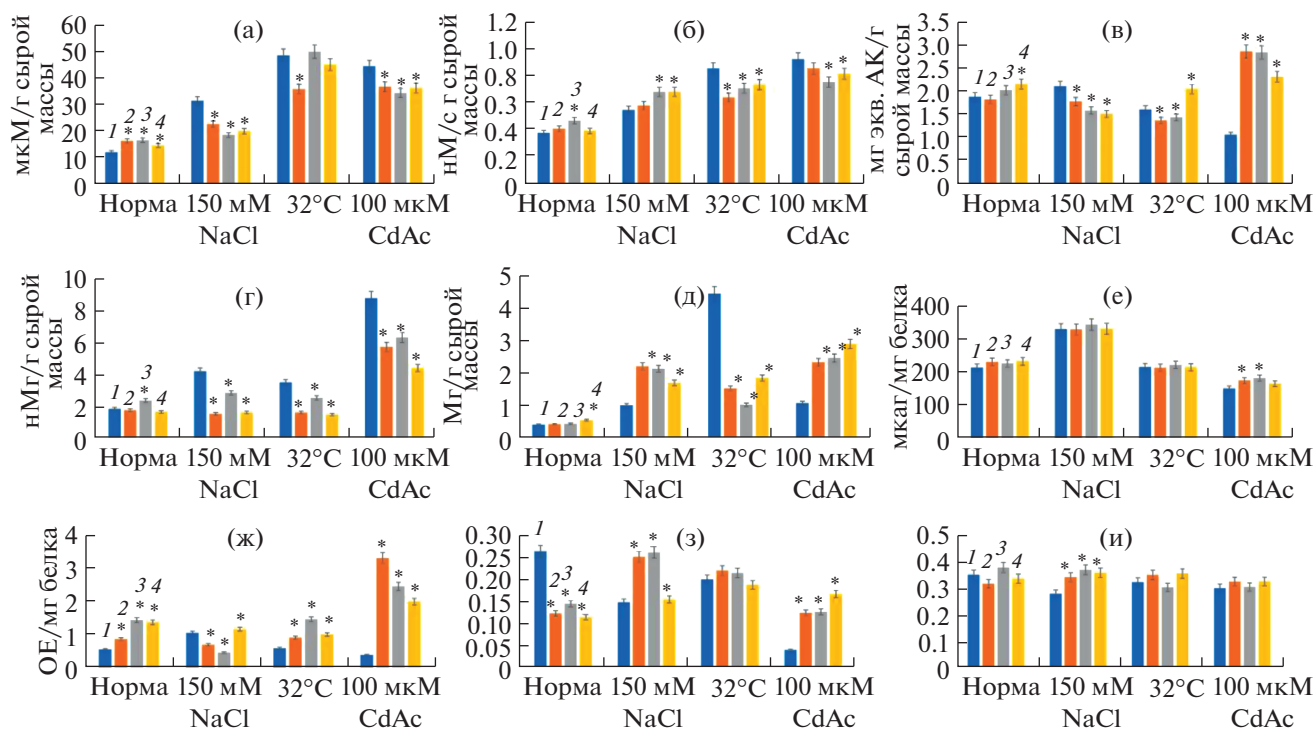 (а)
мкМ/г сырой
массы
60
50
40
30
20
10
0
1 2 3 4
* * * *
* * *
*
* * *
Норма 150 мМ 32°C 100 мкМ
NaCl CdAc
(б)
нМ/с г сырой
массы
1.2
1.0
0.8
0.3
0.4
0.2
0
1 2 3 4
*
* *
* * *
* *
Норма 150 мМ 32°C 100 мкМ
NaCl CdAc
(в)
мг экв. АК/г
сырой массы
3.5
3.0
2.5
2.0
1.5
1.0
0.5
0
1 2 3 4
* *
* * *
* * *
* * *
Норма 150 мМ 32°C 100 мкМ
NaCl CdAc
(г)
нМг/г сырой
массы
10
8
6
4
2
0
1 2 3 4
*
* * *
* * *
* * *
Норма 150 мМ 32°C 100 мкМ
NaCl CdAc
(д)
Мг/г сырой
массы
5
4
3
2
1
0
1 2 3 4
*
* * *
* * *
* * *
Норма 150 мМ 32°C 100 мкМ
NaCl CdAc
(е)
мкаг/мг белка
400
300
200
100
0
1 2 3 4
* *
Норма 150 мМ 32°C 100 мкМ
NaCl CdAc
(ж)
ОЕ/мг белка
4
3
2
1
0
1 2 3 4
* * *
* * *
* * *
* * *
Норма 150 мМ 32°C 100 мкМ
NaCl CdAc
(з)
0.30
0.25
0.20
0.15
0.10
0.05
0
1 2 3 4
* * *
* * *
* * *
Норма 150 мМ 32°C 100 мкМ
NaCl CdAc
(и)
0.5
0.4
0.3
0.2
0.1
0
1 2 3 4
* * *
Норма 150 мМ 32°C 100 мкМ
NaCl CdAc